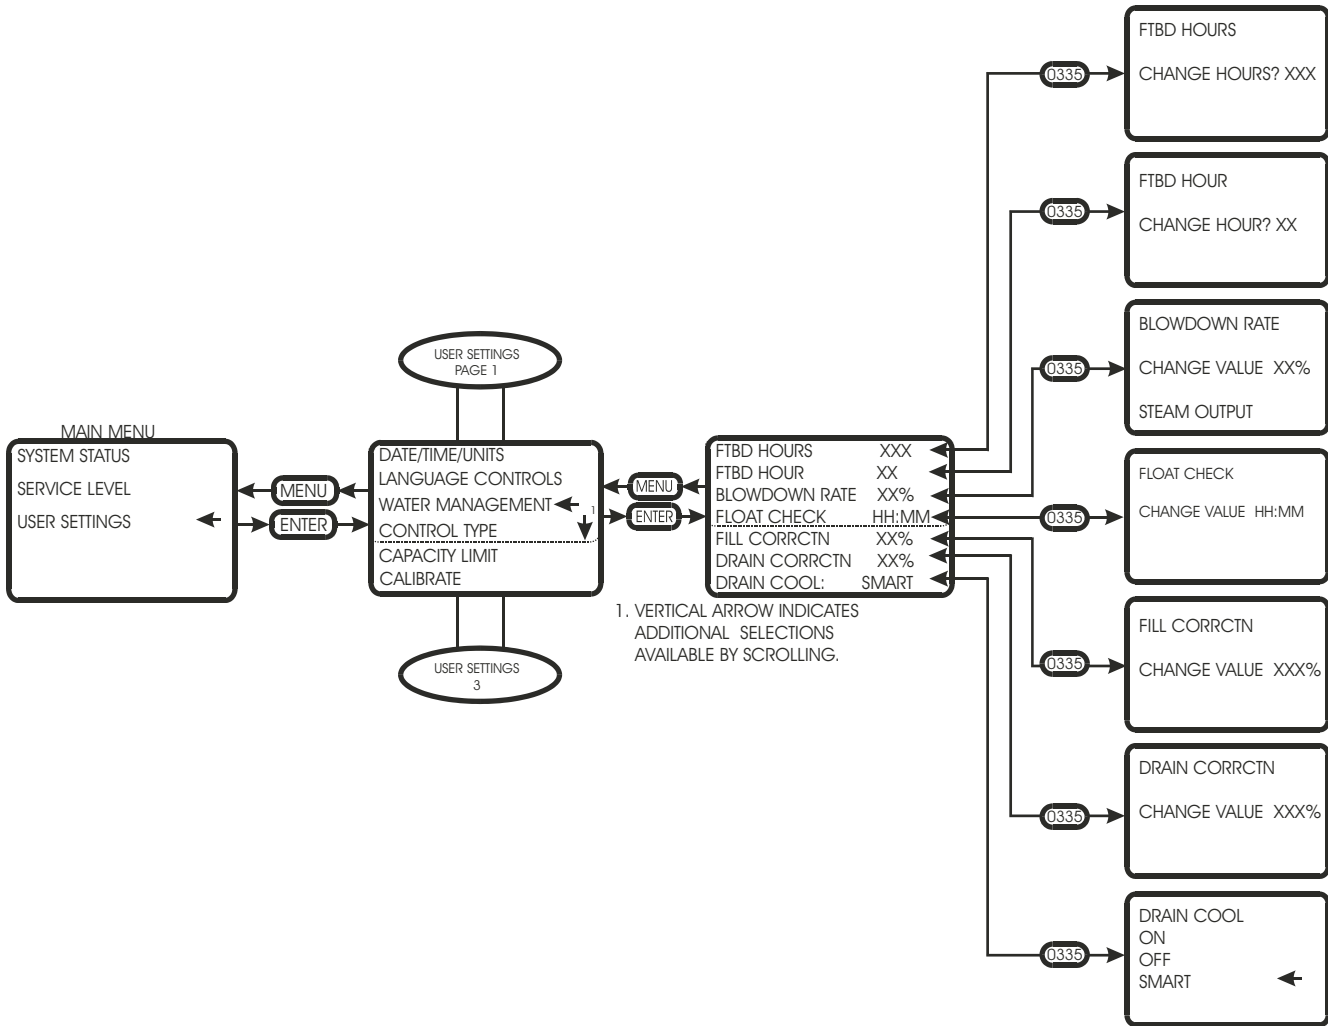 MAIN MENU
SYSTEM STATUS
SERVICE LEVEL
USER SETTINGS
MENU
ENTER
USER SETTINGS
PAGE 1
DATE/TIME/UNITS
LANGUAGE CONTROLS
WATER MANAGEMENT
1
CONTROL TYPE
CAPACITY LIMIT
CALIBRATE
USER SETTINGS
3
MENU
ENTER
FTBD HOURS XXX
FTBD HOUR XX
BLOWDOWN RATE XX%
FLOAT CHECK HH:MM
FILL CORRCTN XX%
DRAIN CORRCTN XX%
DRAIN COOL: SMART
1. VERTICAL ARROW INDICATES
ADDITIONAL SELECTIONS
AVAILABLE BY SCROLLING.
0335
FTBD HOURS
CHANGE HOURS? XXX
0335
FTBD HOUR
CHANGE HOUR? XX
0335
BLOWDOWN RATE
CHANGE VALUE XX%
STEAM OUTPUT
0335
FLOAT CHECK
CHANGE VALUE HH:MM
0335
FILL CORRCTN
CHANGE VALUE XXX%
0335
DRAIN CORRCTN
CHANGE VALUE XXX%
0335
DRAIN COOL
ON
OFF
SMART